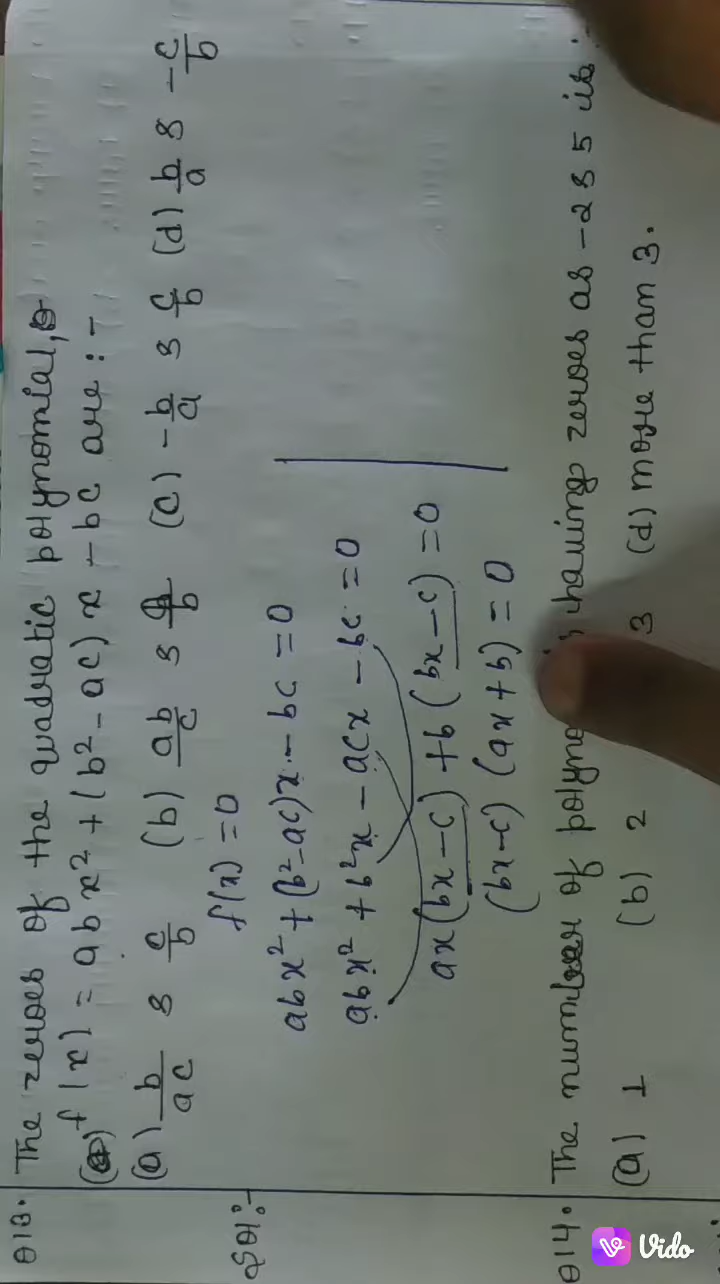 Q13. The zeroes of the quadratic polynomial,
f(x) = abx² + (b² - ac)x - bc are :-
(a) b/ac & c/b (b) ab/c & /b (c) -b/a & c/b (d) b/a & -c/b
Sol:-
f(x) = 0
abx² + (b² - ac)x - bc = 0
abx² + b²x - acx - bc = 0
ax(bx - c) + b(bx - c) = 0
(bx - c) (ax + b) = 0
Q14. The number of having zeroes as -2 & 5 is :
(a) 1 (b) 2 3 (d) more than 3.
Vido